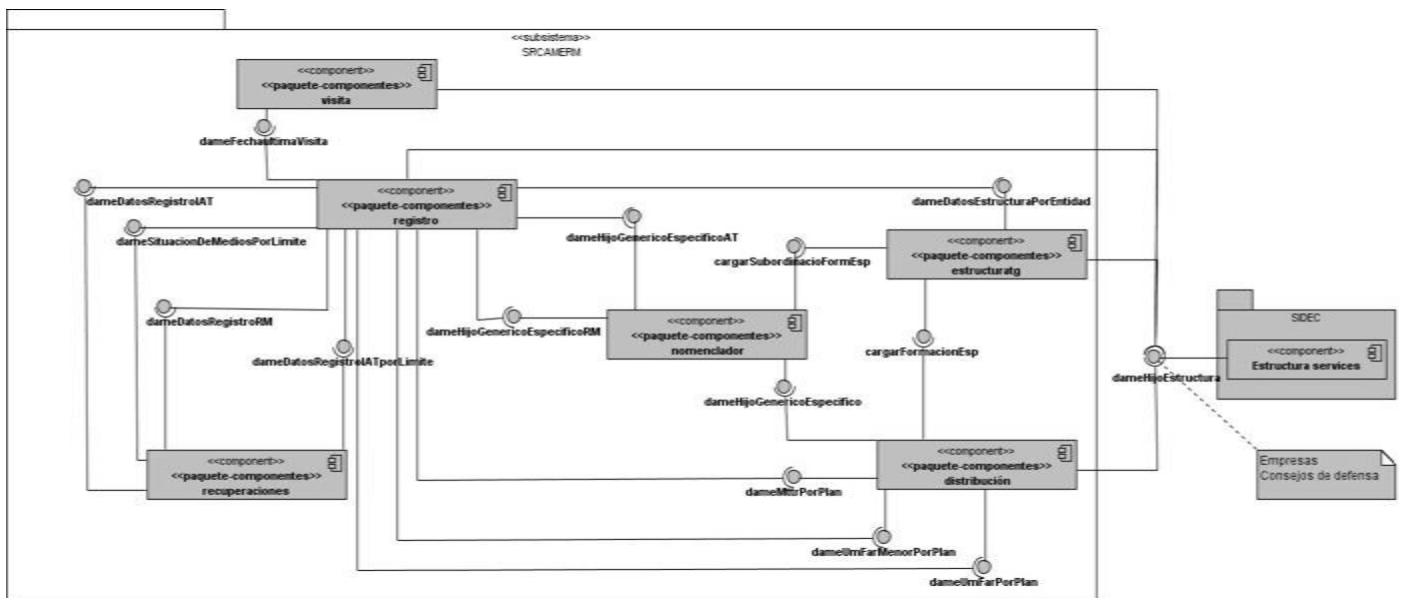 <<subsistema>>
SRCAMERM
<<component>>
<<paquete-componentes>>
visita
dameFechaultimaVisita
dameDatosRegistroIAT
<<component>>
<<paquete-componentes>>
registro
dameDatosEstructuraPorEntidad
dameSituacionDeMediosPorLimite
dameHijoGenericoEspecificoAT
<<component>>
<<paquete-componentes>>
estructuratg
cargarSubordinacioFormEsp
SIDEC
<<component>>
Estructura services
dameDatosRegistroRM
dameHijoGenericoEspecificoRM
<<component>>
<<paquete-componentes>>
nomenclador
cargarFormacionEsp
dameDatosRegistroIATporLimite
dameHijoEstructura
dameHijoGenericoEspecifico
<<component>>
<<paquete-componentes>>
recuperaciones
<<component>>
<<paquete-componentes>>
distribución
Empresas
Consejos de defensa
dameMttrPorPlan
dameUmFarMenorPorPlan
dameUmFarPorPlan